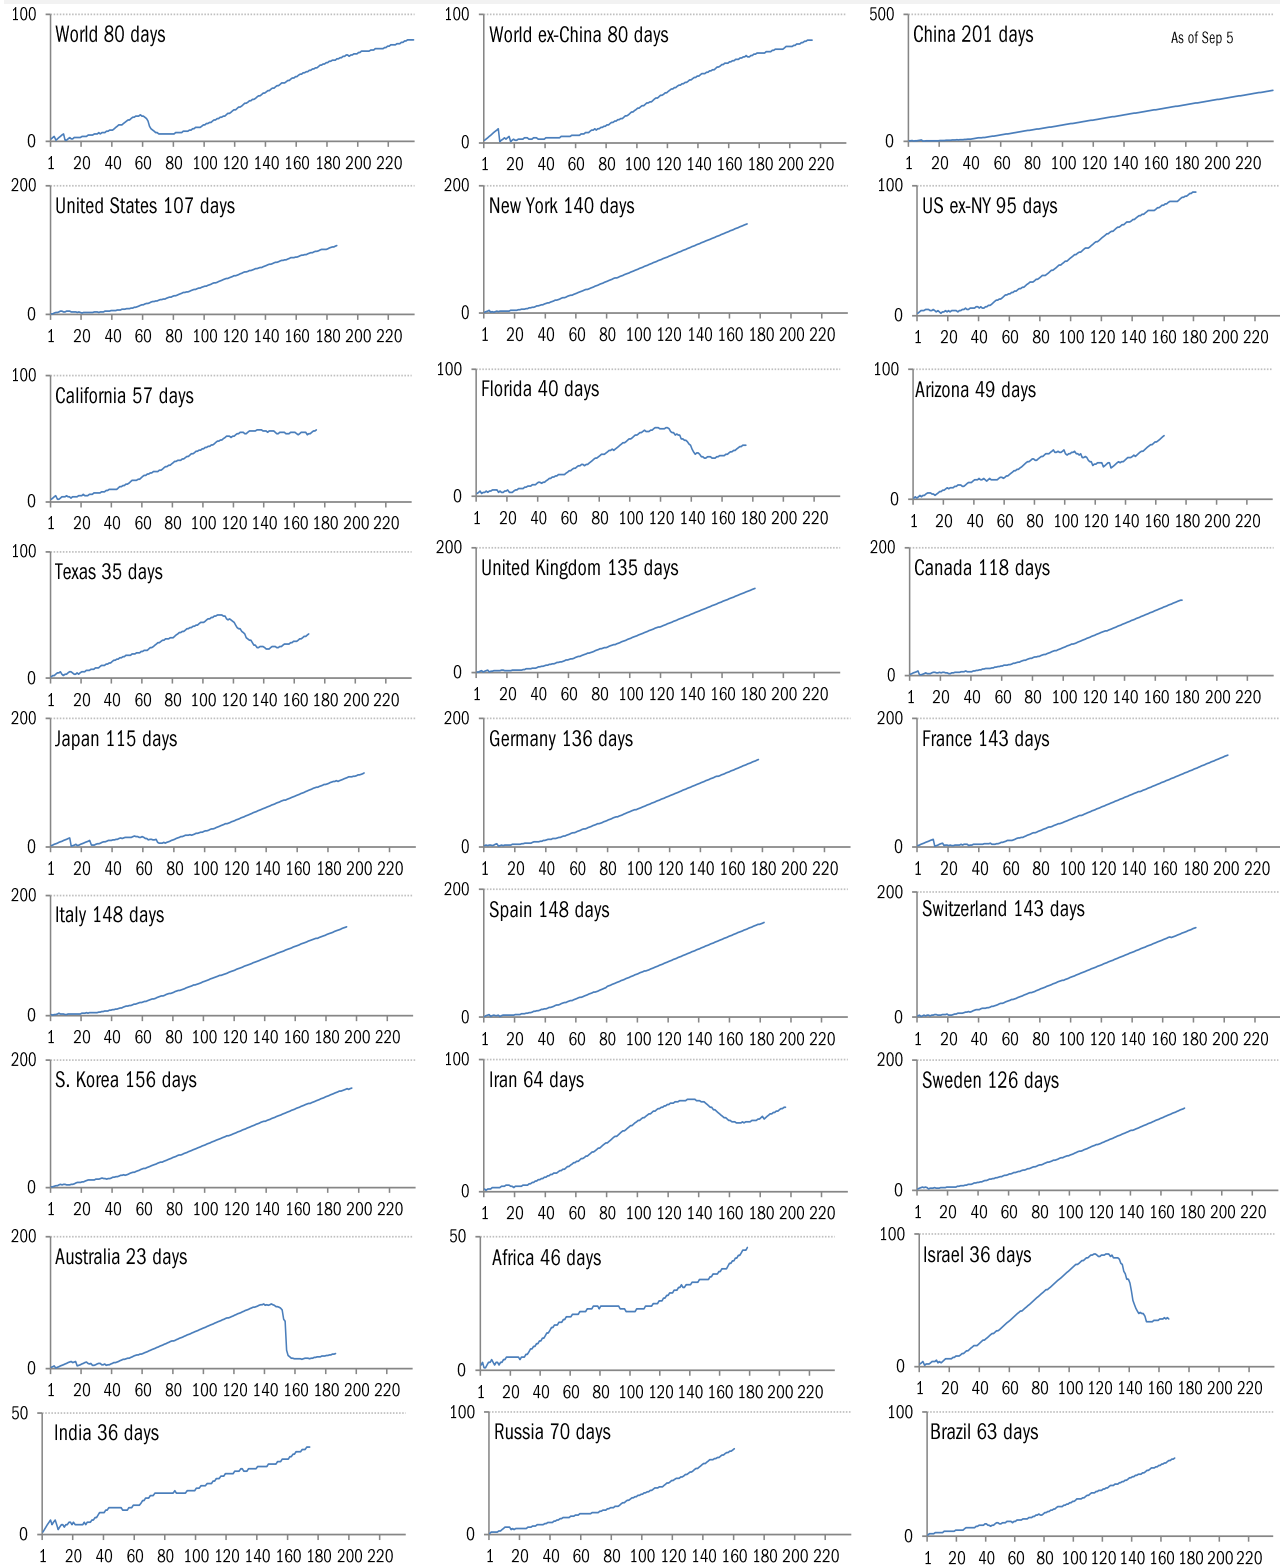 100
World 80 days
0
1 20 40 60 80 100 120 140 160 180 200 220
100
World ex-China 80 days
0
1 20 40 60 80 100 120 140 160 180 200 220
500
China 201 days
As of Sep 5
0
1 20 40 60 80 100 120 140 160 180 200 220
200
United States 107 days
0
1 20 40 60 80 100 120 140 160 180 200 220
200
New York 140 days
0
1 20 40 60 80 100 120 140 160 180 200 220
100
US ex-NY 95 days
0
1 20 40 60 80 100 120 140 160 180 200 220
100
California 57 days
0
1 20 40 60 80 100 120 140 160 180 200 220
100
Florida 40 days
0
1 20 40 60 80 100 120 140 160 180 200 220
100
Arizona 49 days
0
1 20 40 60 80 100 120 140 160 180 200 220
100
Texas 35 days
0
1 20 40 60 80 100 120 140 160 180 200 220
200
United Kingdom 135 days
0
1 20 40 60 80 100 120 140 160 180 200 220
200
Canada 118 days
0
1 20 40 60 80 100 120 140 160 180 200 220
200
Japan 115 days
0
1 20 40 60 80 100 120 140 160 180 200 220
200
Germany 136 days
0
1 20 40 60 80 100 120 140 160 180 200 220
200
France 143 days
0
1 20 40 60 80 100 120 140 160 180 200 220
200
Italy 148 days
0
1 20 40 60 80 100 120 140 160 180 200 220
200
Spain 148 days
0
1 20 40 60 80 100 120 140 160 180 200 220
200
Switzerland 143 days
0
1 20 40 60 80 100 120 140 160 180 200 220
200
S. Korea 156 days
0
1 20 40 60 80 100 120 140 160 180 200 220
100
Iran 64 days
0
1 20 40 60 80 100 120 140 160 180 200 220
200
Sweden 126 days
0
1 20 40 60 80 100 120 140 160 180 200 220
200
Australia 23 days
0
1 20 40 60 80 100 120 140 160 180 200 220
50
Africa 46 days
0
1 20 40 60 80 100 120 140 160 180 200 220
100
Israel 36 days
0
1 20 40 60 80 100 120 140 160 180 200 220
50
India 36 days
0
1 20 40 60 80 100 120 140 160 180 200 220
100
Russia 70 days
0
1 20 40 60 80 100 120 140 160 180 200 220
100
Brazil 63 days
0
1 20 40 60 80 100 120 140 160 180 200 220